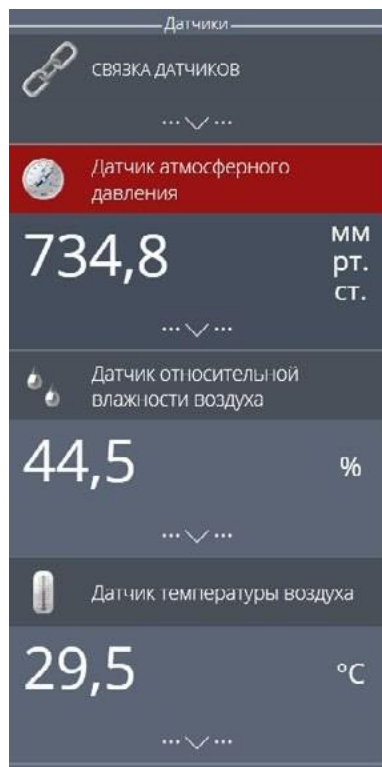 Датчики
СВЯЗКА ДАТЧИКОВ
Датчик атмосферного
давления
734,8
мм
рт.
ст.
Датчик относительной
влажности воздуха
44,5
%
Датчик температуры воздуха
29,5
°C